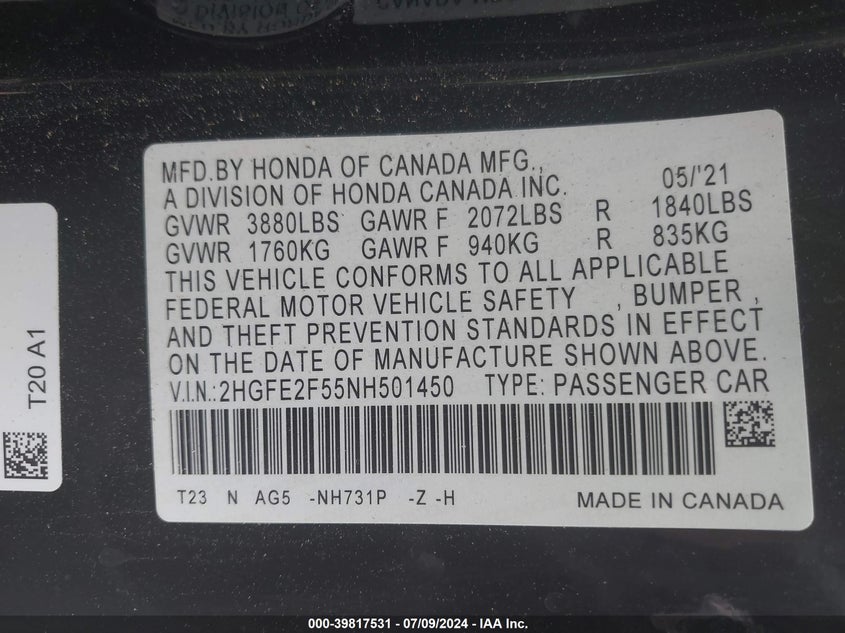 MFD.BY HONDA OF CANADA MFG.,
A DIVISION OF HONDA CANADA INC. 05/'21
GVWR 3880LBS GAWR F 2072LBS R 1840LBS
GVWR 1760KG GAWR F 940KG R 835KG
THIS VEHICLE CONFORMS TO ALL APPLICABLE
FEDERAL MOTOR VEHICLE SAFETY , BUMPER ,
AND THEFT PREVENTION STANDARDS IN EFFECT
ON THE DATE OF MANUFACTURE SHOWN ABOVE.
V.I.N.: 2HGFE2F55NH501450 TYPE: PASSENGER CAR
T23 N AG5 -NH731P -Z -H MADE IN CANADA
T20 A1
000-39817531 - 07/09/2024 - IAA Inc.